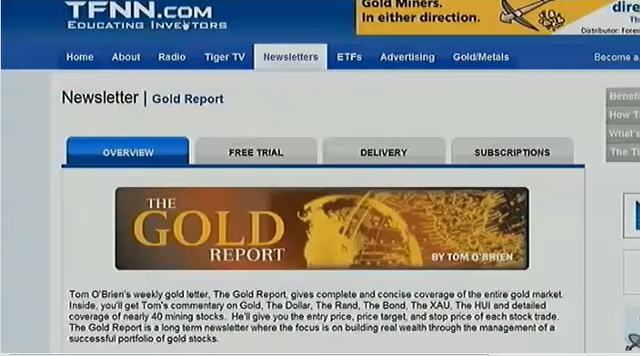 TFNN.COM
EDUCATING INVESTORS
Gold Miners.
In either direction.
dire
Distributor: Fores
Home About Radio Tiger TV Newsletters ETFs Advertising Gold/Metals Become a
Newsletter | Gold Report
Benefi
How T
What's
The Ti
OVERVIEW FREE TRIAL DELIVERY SUBSCRIPTIONS
THE
GOLD
REPORT
BY TOM O'BRIEN
Tom O'Brien's weekly gold letter, The Gold Report, gives complete and concise coverage of the entire gold market.
Inside, you'll get Tom's commentary on Gold, The Dollar, The Rand, The Bond, The XAU, The HUI and detailed
coverage of nearly 40 mining stocks. He'll give you the entry price, price target, and stop price of each stock trade.
The Gold Report is a long term newsletter where the focus is on building real wealth through the management of a
successful portfolio of gold stocks.